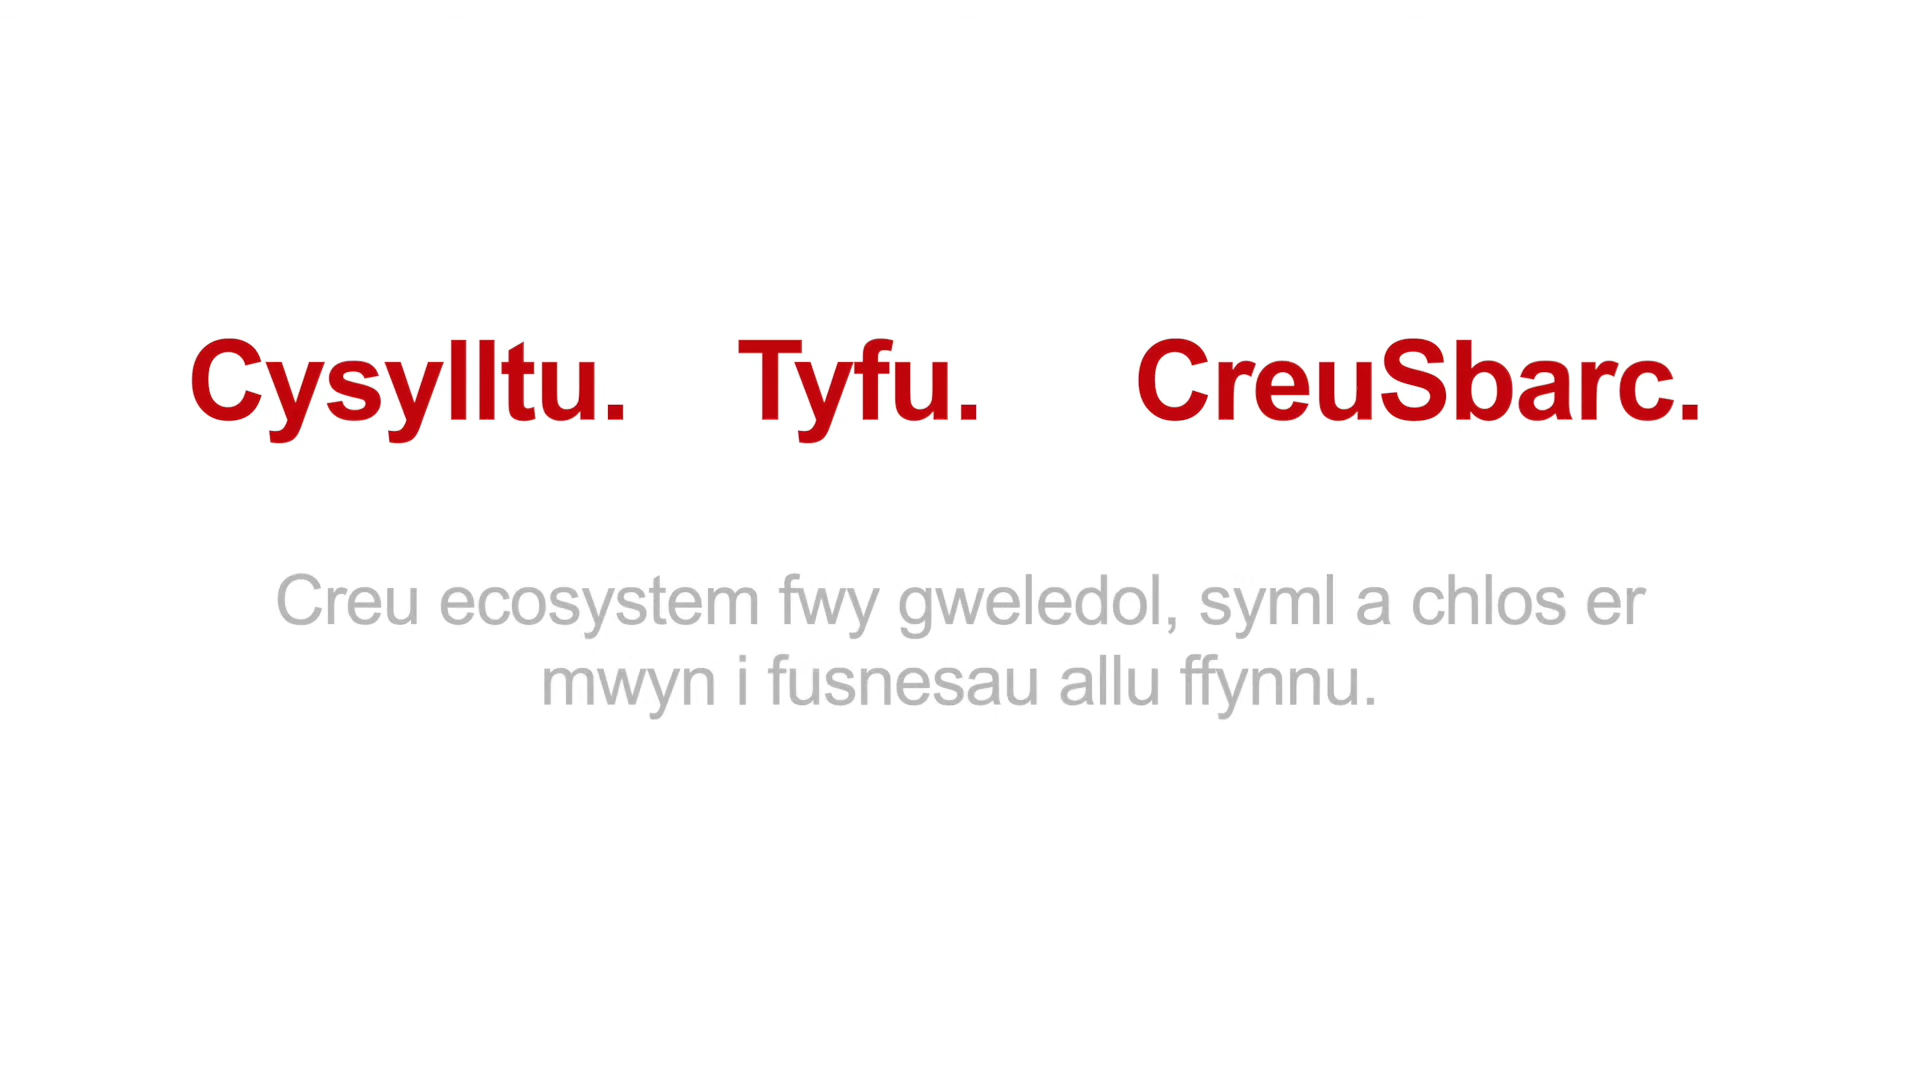 Cysylltu. Tyfu. CreuSbarc.
Creu ecosystem fwy gweledol, syml a chlos er
mwyn i fusnesau allu ffynnu.